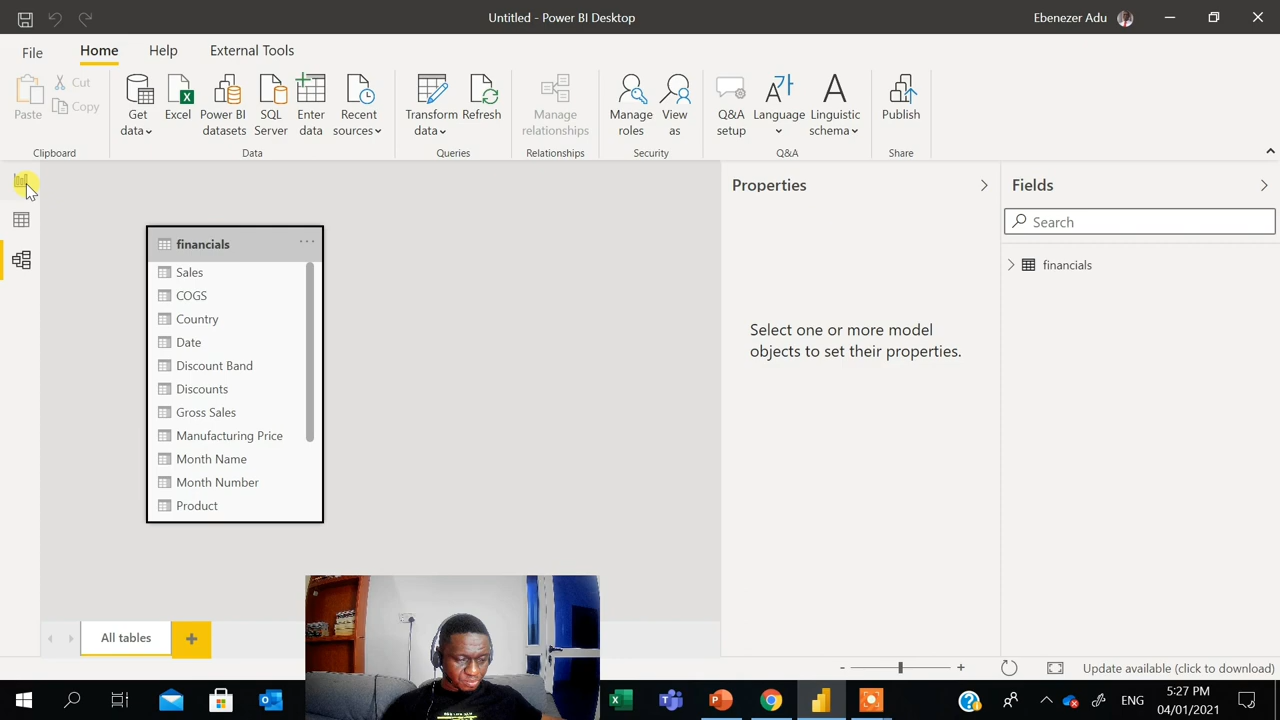 Untitled - Power BI Desktop
Ebenezer Adu
File
Home
Help
External Tools
Paste
Cut
Copy
Clipboard
Get data
Excel
Power BI datasets
SQL Server
Enter data
Recent sources
Data
Transform data
Refresh
Queries
Manage relationships
Relationships
Manage roles
View as
Security
Q&A setup
Language
Linguistic schema
Q&A
Publish
Share
financials
Sales
COGS
Country
Date
Discount Band
Discounts
Gross Sales
Manufacturing Price
Month Name
Month Number
Product
Properties
Select one or more model
objects to set their properties.
Fields
Search
financials
All tables
Update available (click to download)
ENG
5:27 PM
04/01/2021